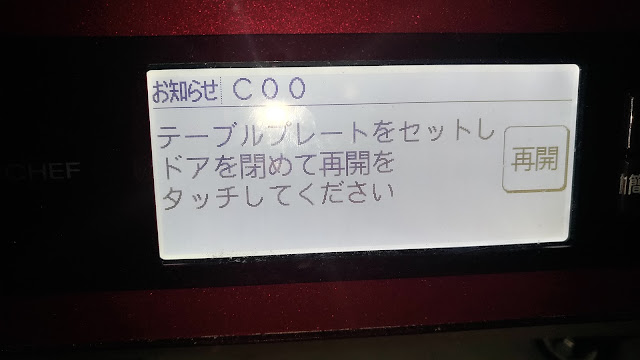 お知らせ C00
テーブルプレートをセットし
ドアを閉めて再開を
タッチしてください
再開
CHEF